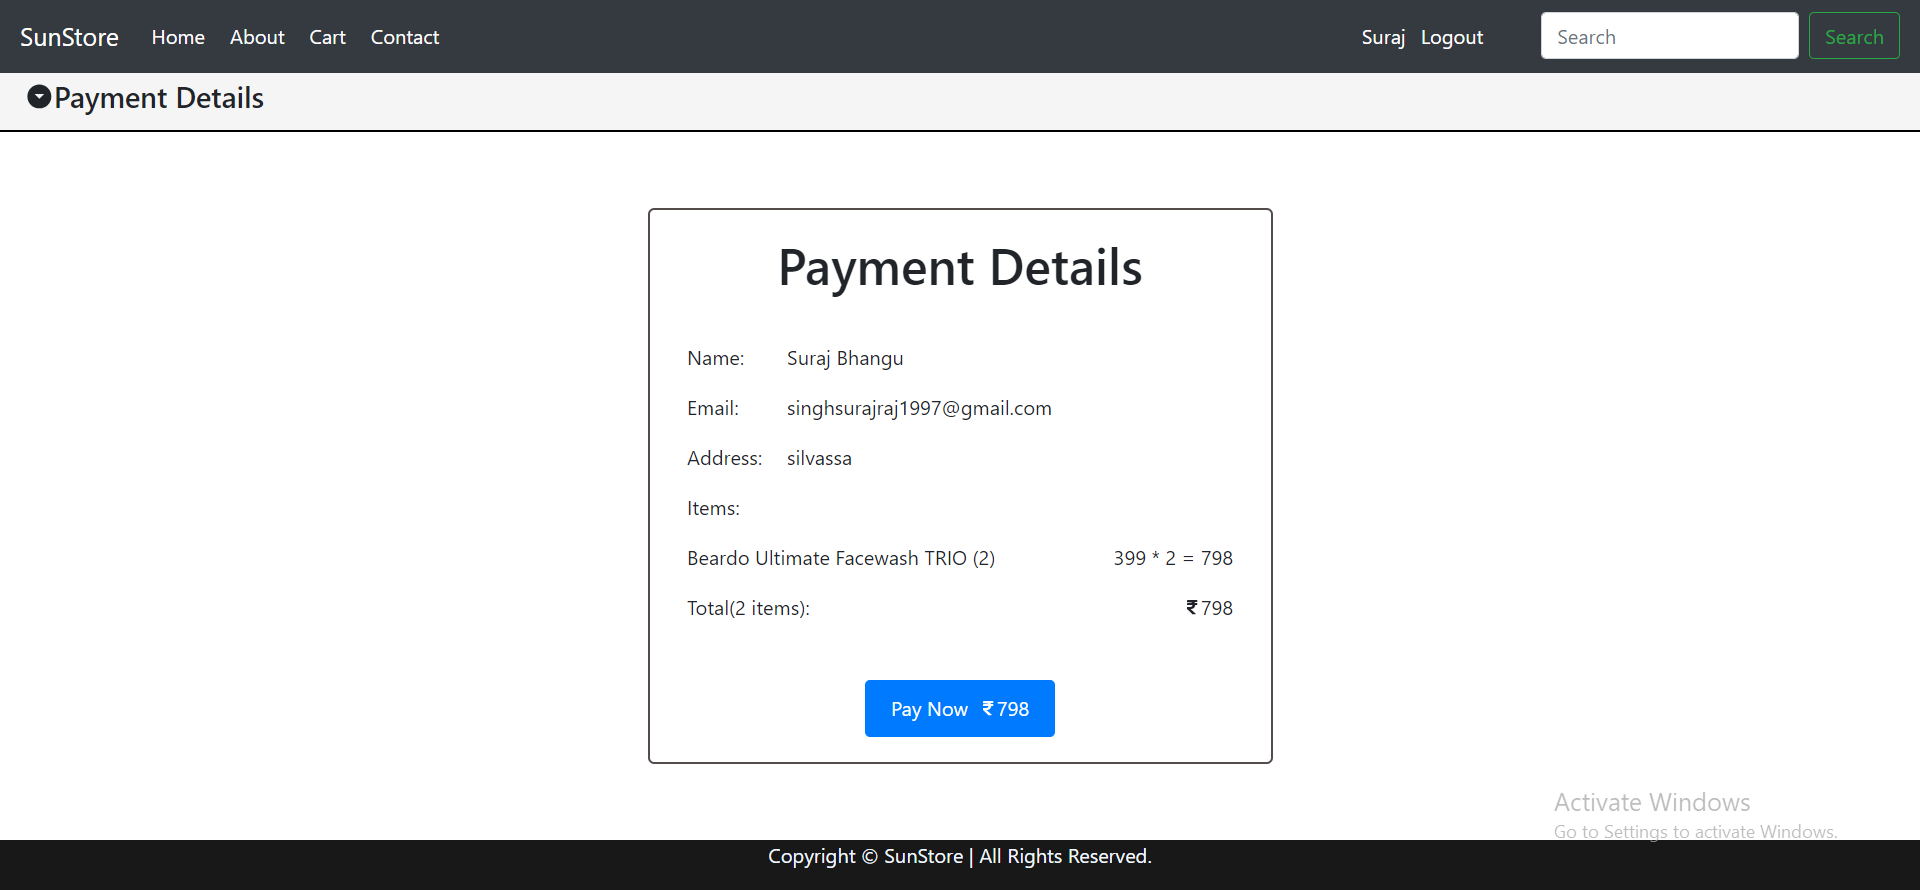 SunStore Home About Cart Contact Suraj Logout Search Search
Payment Details
Payment Details
Name: Suraj Bhangu
Email: singhsurajraj1997@gmail.com
Address: silvassa
Items:
Beardo Ultimate Facewash TRIO (2) 399 * 2 = 798
Total(2 items): ₹798
Pay Now ₹798
Activate Windows
Go to Settings to activate Windows.
Copyright © SunStore | All Rights Reserved.